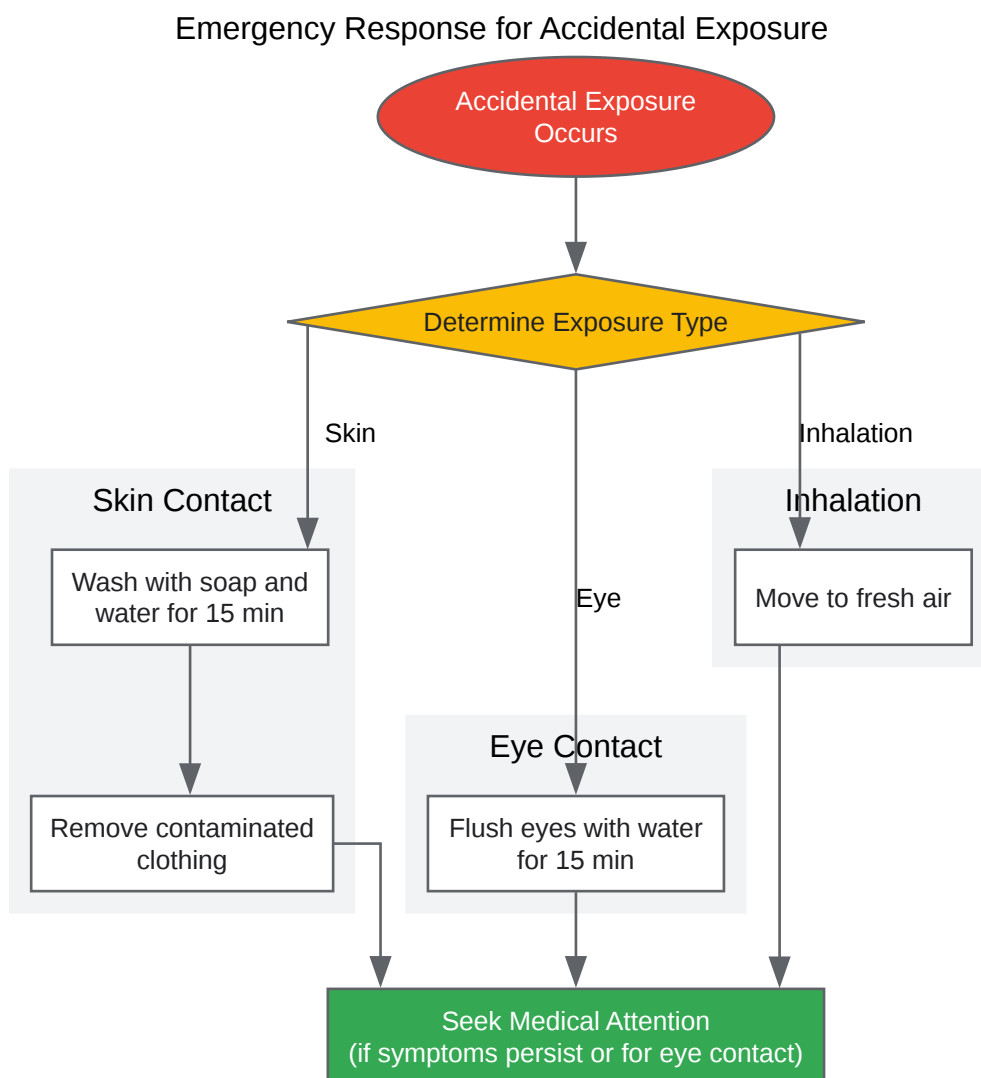 Emergency Response for Accidental Exposure
Accidental Exposure
Occurs
Determine Exposure Type
Skin
Inhalation
Skin Contact
Inhalation
Wash with soap and
water for 15 min
Eye
Move to fresh air
Eye Contact
Remove contaminated
clothing
Flush eyes with water
for 15 min
Seek Medical Attention
(if symptoms persist or for eye contact)